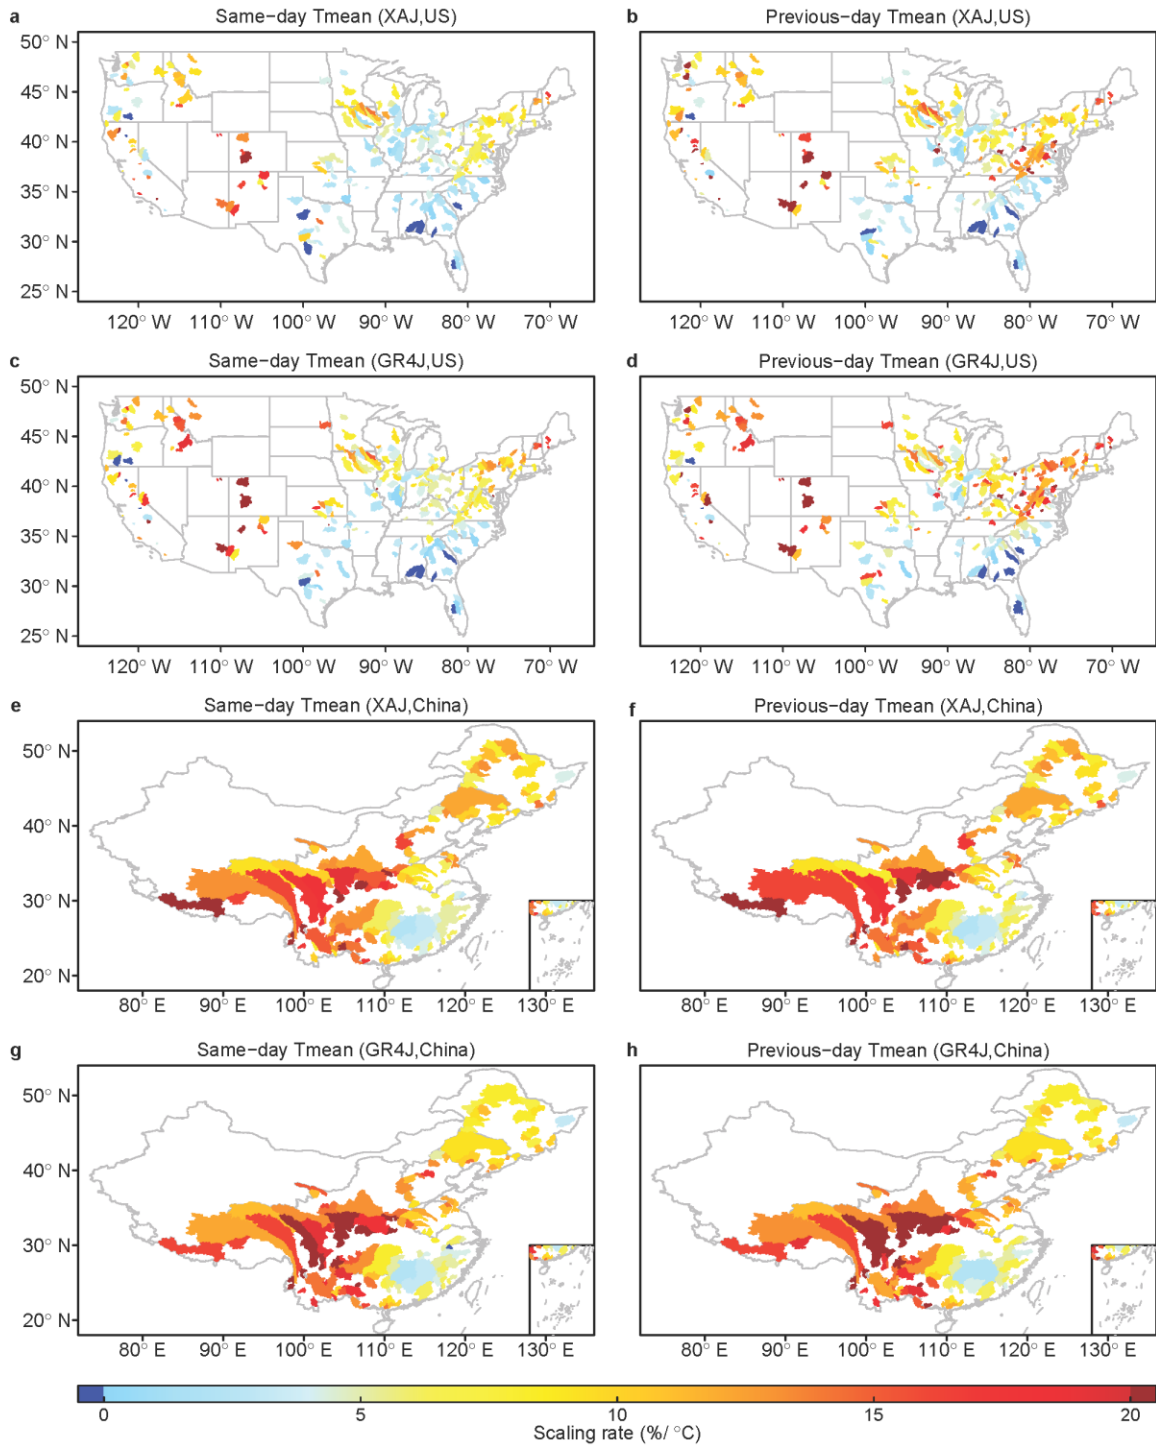 a Same−day Tmean (XAJ,US)
b Previous−day Tmean (XAJ,US)
50° N
45° N
40° N
35° N
30° N
25° N
120° W 110° W 100° W 90° W 80° W 70° W
120° W 110° W 100° W 90° W 80° W 70° W
c Same−day Tmean (GR4J,US)
d Previous−day Tmean (GR4J,US)
50° N
45° N
40° N
35° N
30° N
25° N
120° W 110° W 100° W 90° W 80° W 70° W
120° W 110° W 100° W 90° W 80° W 70° W
e Same−day Tmean (XAJ,China)
f Previous−day Tmean (XAJ,China)
50° N
40° N
30° N
20° N
80° E 90° E 100° E 110° E 120° E 130° E
80° E 90° E 100° E 110° E 120° E 130° E
g Same−day Tmean (GR4J,China)
h Previous−day Tmean (GR4J,China)
50° N
40° N
30° N
20° N
80° E 90° E 100° E 110° E 120° E 130° E
80° E 90° E 100° E 110° E 120° E 130° E
0 5 10 15 20
Scaling rate (%/ °C)